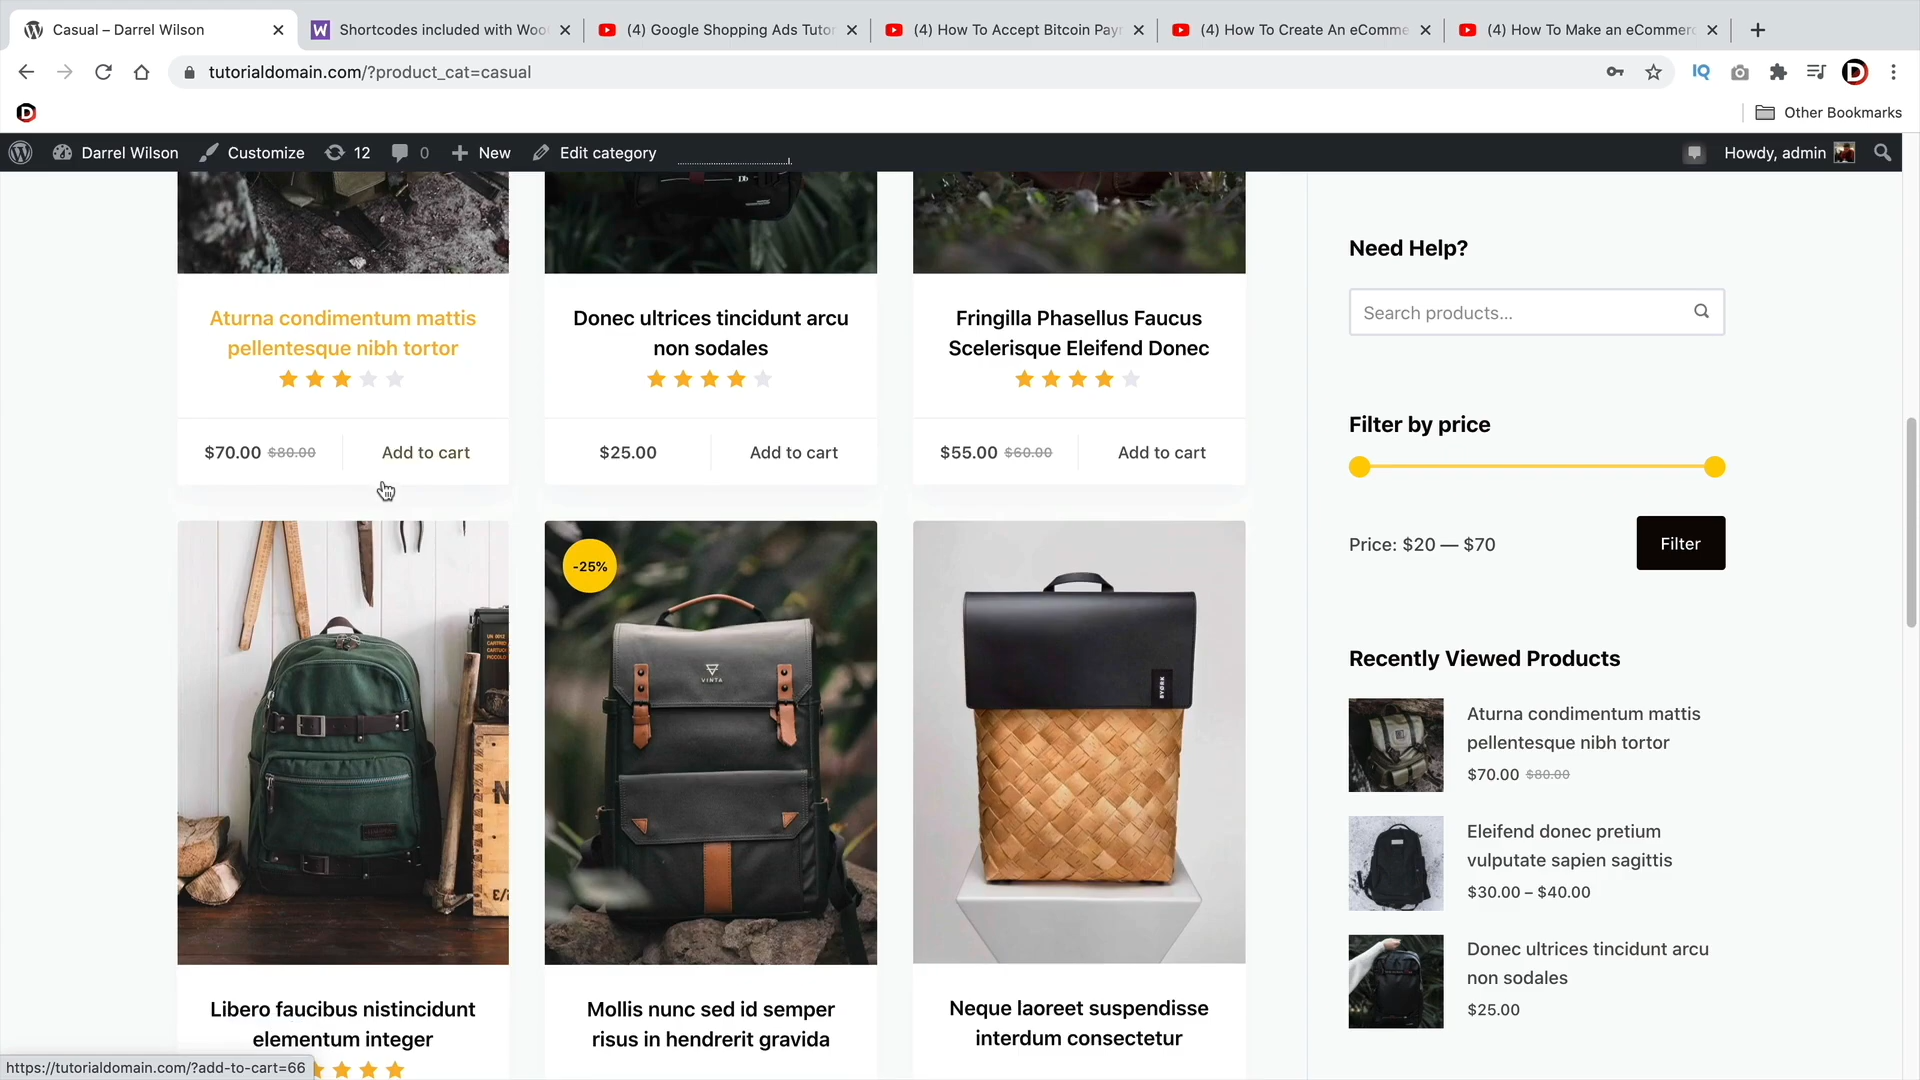 Casual – Darrel Wilson
Shortcodes included with Woo
(4) Google Shopping Ads Tutor
(4) How To Accept Bitcoin Payr
(4) How To Create An eComme
(4) How To Make an eCommerc
tutorialdomain.com/?product_cat=casual
IQ
Other Bookmarks
Darrel Wilson
Customize
12
0
New
Edit category
Howdy, admin
Aturna condimentum mattis
pellentesque nibh tortor
$70.00 $80.00
Add to cart
Donec ultrices tincidunt arcu
non sodales
$25.00
Add to cart
Fringilla Phasellus Faucus
Scelerisque Eleifend Donec
$55.00 $60.00
Add to cart
-25%
VINTA
BYØRK
Libero faucibus nistincidunt
elementum integer
Mollis nunc sed id semper
risus in hendrerit gravida
Neque laoreet suspendisse
interdum consectetur
Need Help?
Search products...
Filter by price
Price: $20 — $70
Filter
Recently Viewed Products
Aturna condimentum mattis
pellentesque nibh tortor
$70.00 $80.00
Eleifend donec pretium
vulputate sapien sagittis
$30.00 – $40.00
Donec ultrices tincidunt arcu
non sodales
$25.00
https://tutorialdomain.com/?add-to-cart=66